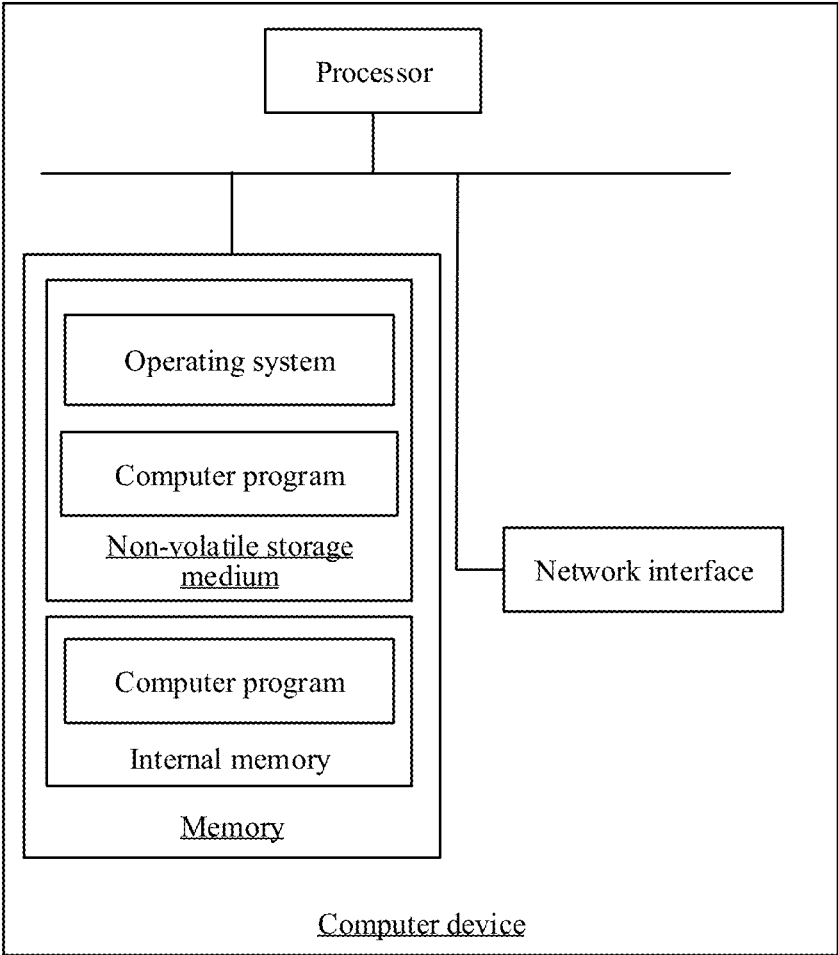 Processor
Operating system
Computer program
Non-volatile storage
medium
Network interface
Computer program
Internal memory
Memory
Computer device